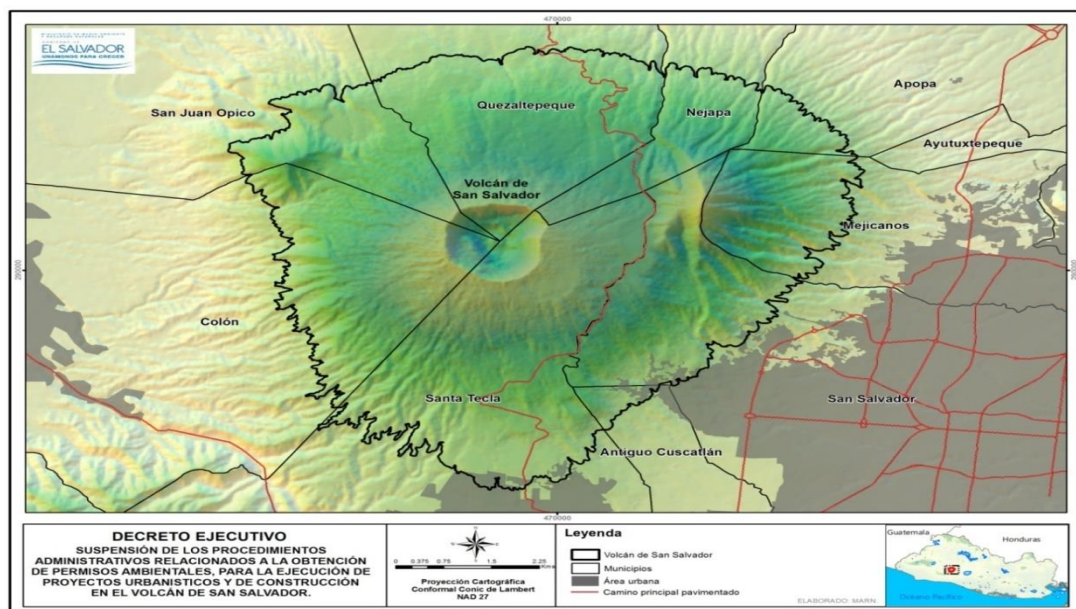 470000
EL SALVADOR
UNÁMONOS PARA CRECER
Apopa
San Juan Opico
Quezaltepeque
Nejapa
Ayutuxtepeque
Volcán de
San Salvador
Mejicanos
280000
280000
Colón
Santa Tecla
San Salvador
Antiguo Cuscatlán
470000
DECRETO EJECUTIVO
SUSPENSIÓN DE LOS PROCEDIMIENTOS
ADMINISTRATIVOS RELACIONADOS A LA OBTENCIÓN
DE PERMISOS AMBIENTALES, PARA LA EJECUCIÓN DE
PROYECTOS URBANISTICOS Y DE CONSTRUCCIÓN
EN EL VOLCÁN DE SAN SALVADOR.
0 0.375 0.75 1.5 2.25
Kms
Proyección Cartográfica
Conformal Conic de Lambert
NAD 27
Leyenda
Volcán de San Salvador
Municipios
Área urbana
Camino principal pavimentado
Guatemala
Honduras
Océano Pacífico
ELABORADO: MARN.